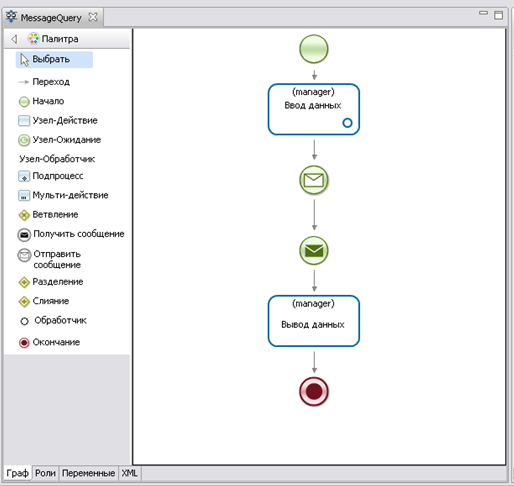 MessageQuery
Палитра
Выбрать
Переход
Начало
Узел-Действие
Узел-Ожидание
Узел-Обработчик
Подпроцесс
Мульти-действие
Ветвление
Получить сообщение
Отправить
сообщение
Разделение
Слияние
Обработчик
Окончание
(manager)
Ввод данных
(manager)
Вывод данных
Граф Роли Переменные XML